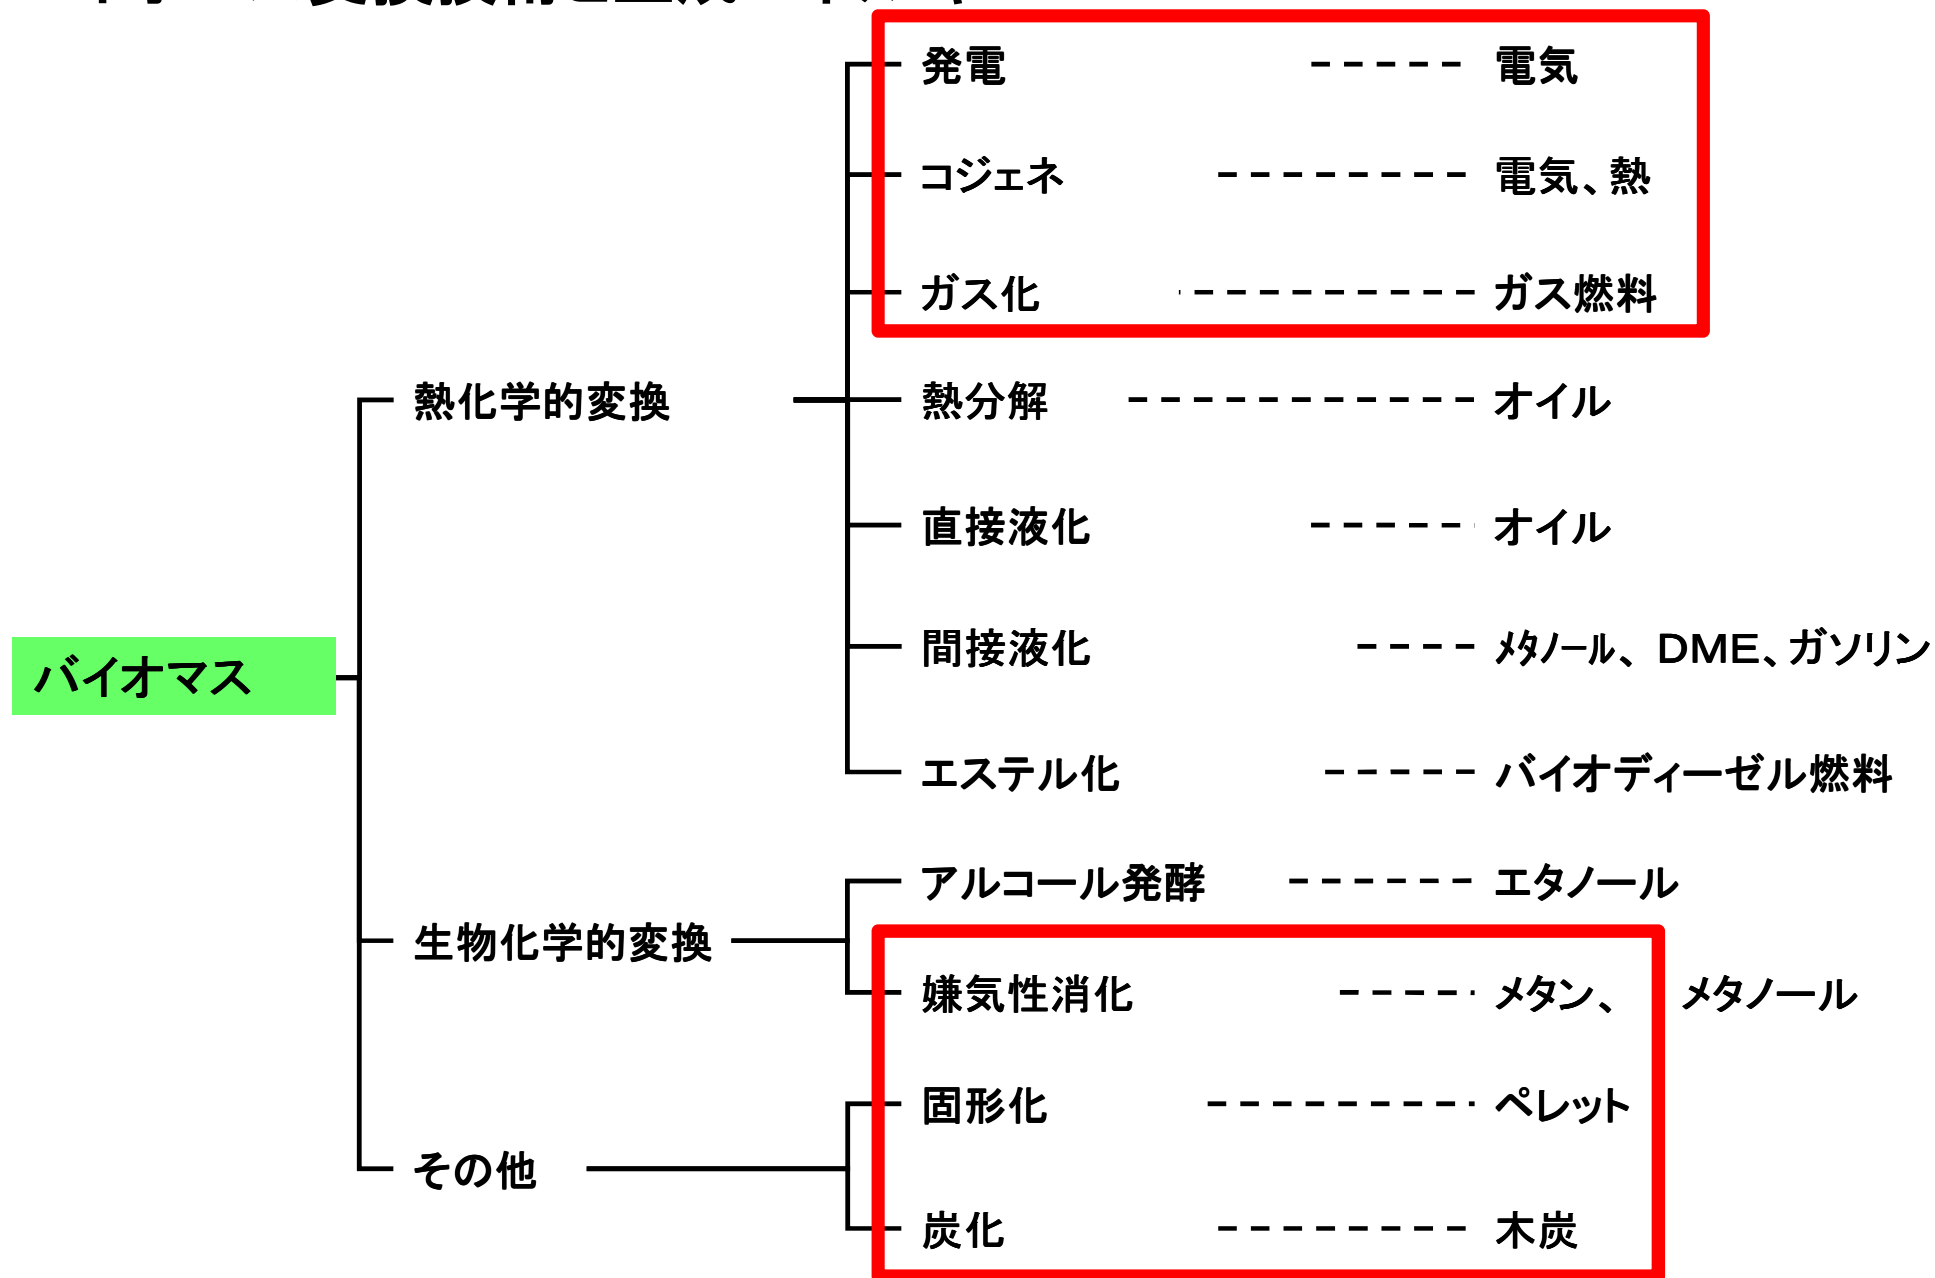 発電 電気
コジェネ 電気、熱
ガス化 ガス燃料
熱化学的変換 熱分解 オイル
直接液化 オイル
間接液化 ﾒﾀﾉｰﾙ、DME、ガソリン
バイオマス
エステル化 バイオディーゼル燃料
アルコール発酵 エタノール
生物化学的変換
嫌気性消化 メタン、 メタノール
固形化 ペレット
その他
炭化 木炭